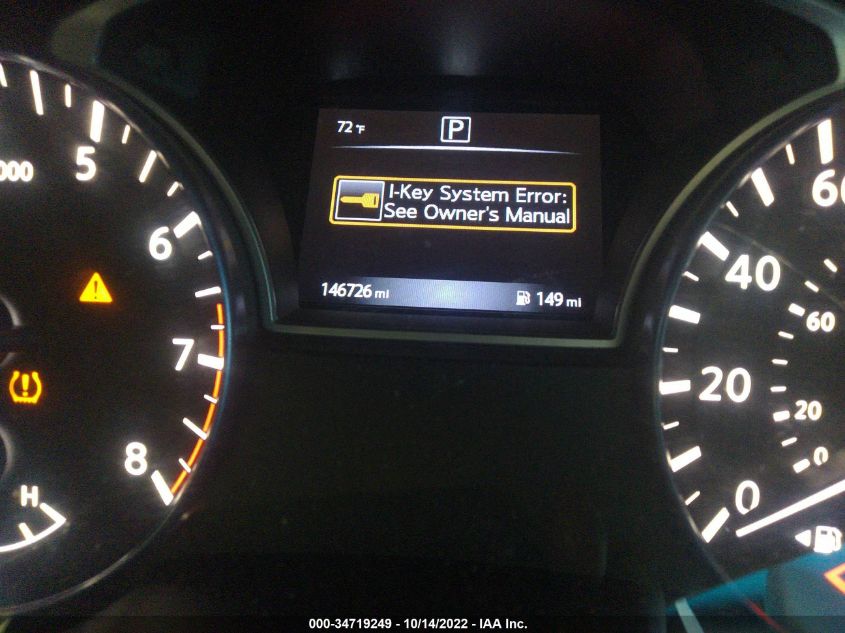 72°F P
I-Key System Error:
See Owner's Manual
146726 mi 149 mi
000
5
6
7
8
H
60
40
20
0
60
20
0
000-34719249 - 10/14/2022 - IAA Inc.